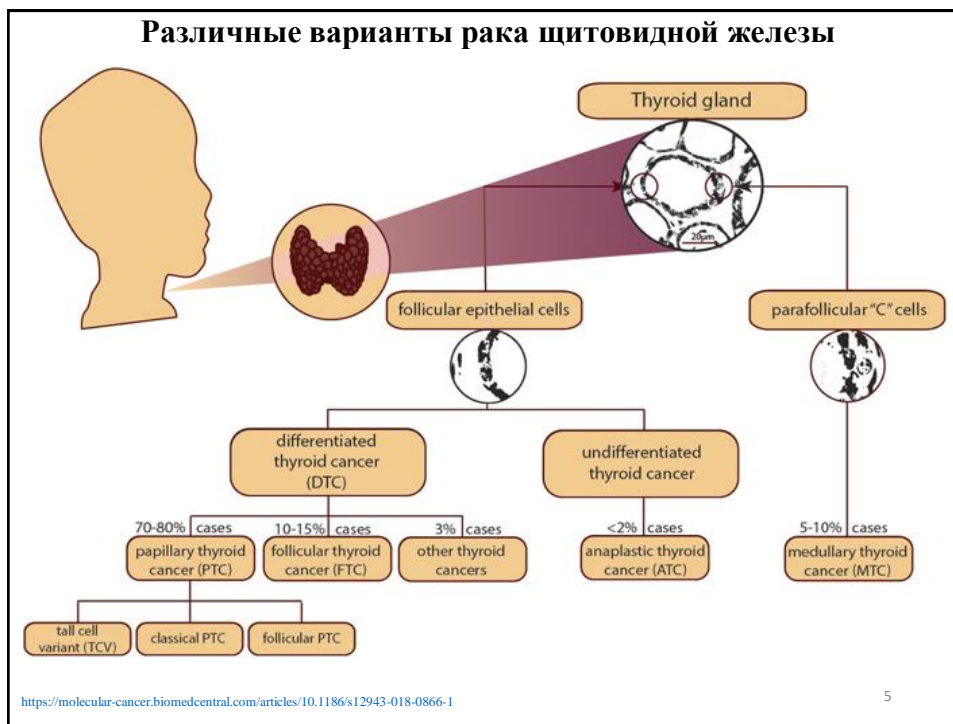 Различные варианты рака щитовидной железы
Thyroid gland
20μm
follicular epithelial cells
parafollicular "C" cells
differentiated
thyroid cancer
(DTC)
undifferentiated
thyroid cancer
70-80% cases
10-15% cases
3% cases
<2% cases
5-10% cases
papillary thyroid
cancer (PTC)
follicular thyroid
cancer (FTC)
other thyroid
cancers
anaplastic thyroid
cancer (ATC)
medullary thyroid
cancer (MTC)
tall cell
variant (TCV)
classical PTC
follicular PTC
https://molecular-cancer.biomedcentral.com/articles/10.1186/s12943-018-0866-1
5